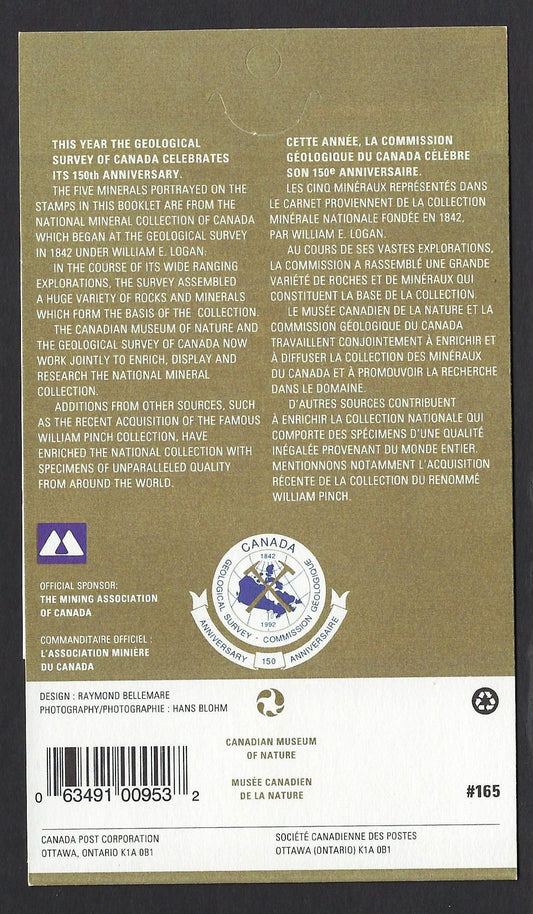 THIS YEAR THE GEOLOGICAL
SURVEY OF CANADA CELEBRATES
ITS 150th ANNIVERSARY.
THE FIVE MINERALS PORTRAYED ON THE
STAMPS IN THIS BOOKLET ARE FROM THE
NATIONAL MINERAL COLLECTION OF CANADA
WHICH BEGAN AT THE GEOLOGICAL SURVEY
IN 1842 UNDER WILLIAM E. LOGAN.
IN THE COURSE OF ITS WIDE RANGING
EXPLORATIONS, THE SURVEY ASSEMBLED
A HUGE VARIETY OF ROCKS AND MINERALS
WHICH FORM THE BASIS OF THE COLLECTION.
THE CANADIAN MUSEUM OF NATURE AND
THE GEOLOGICAL SURVEY OF CANADA NOW
WORK JOINTLY TO ENRICH, DISPLAY AND
RESEARCH THE NATIONAL MINERAL
COLLECTION.
ADDITIONS FROM OTHER SOURCES, SUCH
AS THE RECENT ACQUISITION OF THE FAMOUS
WILLIAM PINCH COLLECTION, HAVE
ENRICHED THE NATIONAL COLLECTION WITH
SPECIMENS OF UNPARALLELED QUALITY
FROM AROUND THE WORLD.
CETTE ANNÉE, LA COMMISSION
GÉOLOGIQUE DU CANADA CÉLÈBRE
SON 150e ANNIVERSAIRE.
LES CINQ MINÉRAUX REPRÉSENTÉS DANS
LE CARNET PROVIENNENT DE LA COLLECTION
MINÉRALE NATIONALE FONDÉE EN 1842,
PAR WILLIAM E. LOGAN.
AU COURS DE SES VASTES EXPLORATIONS,
LA COMMISSION A RASSEMBLÉ UNE GRANDE
VARIÉTÉ DE ROCHES ET DE MINÉRAUX QUI
CONSTITUENT LA BASE DE LA COLLECTION.
LE MUSÉE CANADIEN DE LA NATURE ET LA
COMMISSION GÉOLOGIQUE DU CANADA
TRAVAILLENT CONJOINTEMENT À ENRICHIR ET
À DIFFUSER LA COLLECTION DES MINÉRAUX
DU CANADA ET À PROMOUVOIR LA RECHERCHE
DANS LE DOMAINE.
D'AUTRES SOURCES CONTRIBUENT
À ENRICHIR LA COLLECTION NATIONALE QUI
COMPORTE DES SPÉCIMENS D'UNE QUALITÉ
INÉGALÉE PROVENANT DU MONDE ENTIER.
MENTIONNONS NOTAMMENT L'ACQUISITION
RÉCENTE DE LA COLLECTION DU RENOMMÉ
WILLIAM PINCH.
OFFICIAL SPONSOR:
THE MINING ASSOCIATION
OF CANADA
COMMANDITAIRE OFFICIEL :
L'ASSOCIATION MINIÈRE
DU CANADA
CANADA
1842
GEOLOGICAL SURVEY - COMMISSION GÉOLOGIQUE
1992
ANNIVERSARY 150 ANNIVERSAIRE
DESIGN : RAYMOND BELLEMARE
PHOTOGRAPHY/PHOTOGRAPHIE : HANS BLOHM
CANADIAN MUSEUM
OF NATURE
MUSÉE CANADIEN
DE LA NATURE
0 63491 00953 2
#165
CANADA POST CORPORATION
OTTAWA, ONTARIO K1A 0B1
SOCIÉTÉ CANADIENNE DES POSTES
OTTAWA (ONTARIO) K1A 0B1